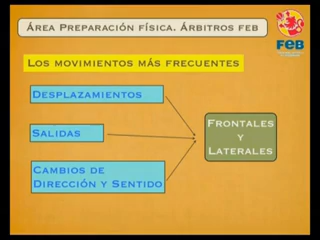 Área Preparación física. Árbitros feb
FEB
Los movimientos más frecuentes
Desplazamientos
Salidas
Cambios de
Dirección y Sentido
Frontales
y
Laterales